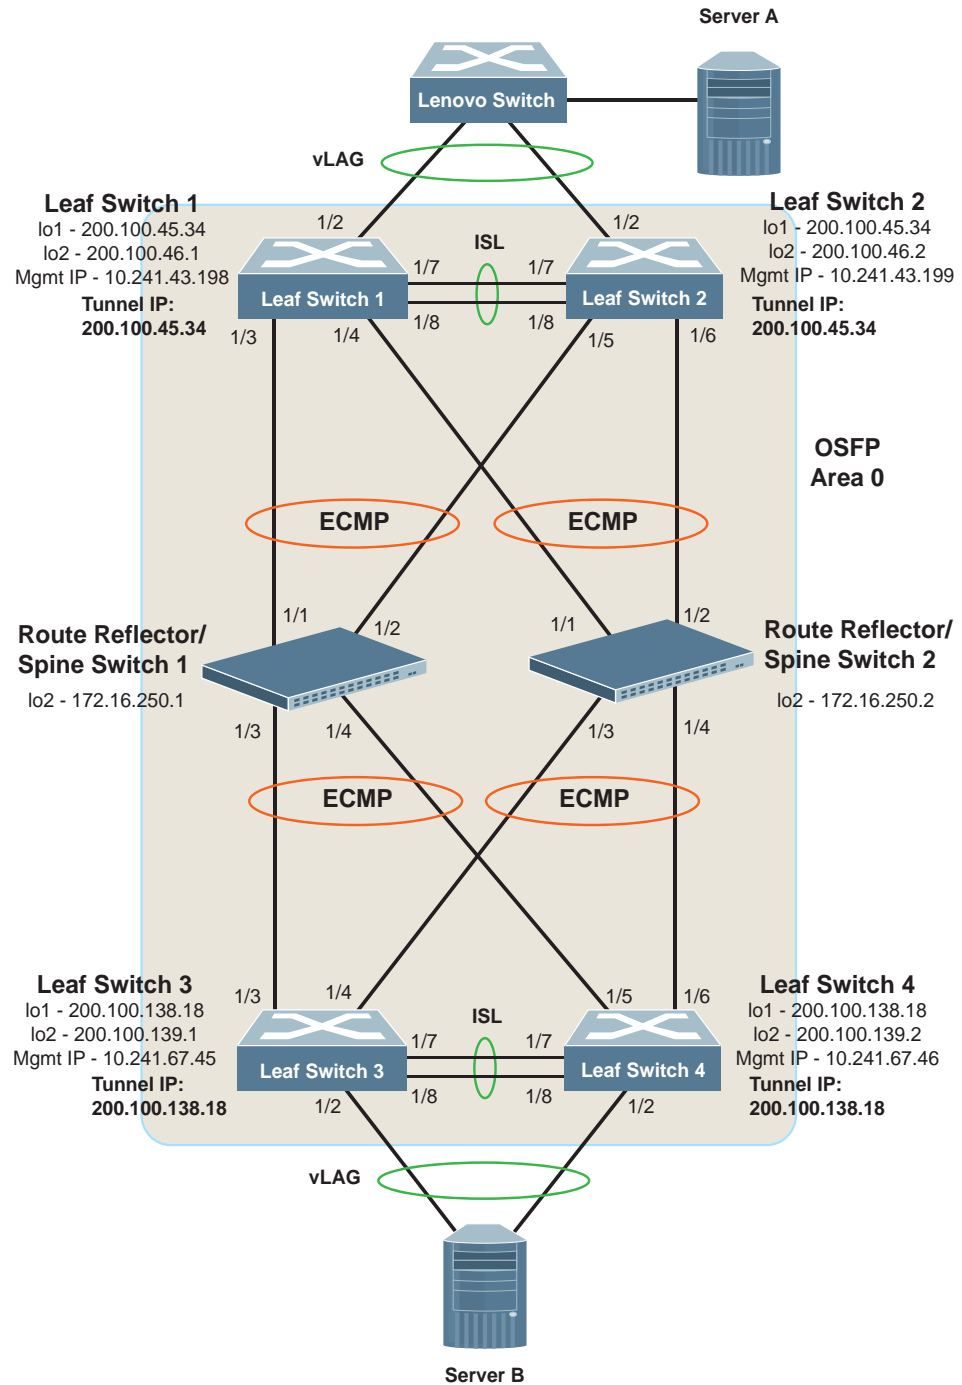 Server A
Lenovo Switch
vLAG
Leaf Switch 1
lo1 - 200.100.45.34
lo2 - 200.100.46.1
Mgmt IP - 10.241.43.198
Tunnel IP:
200.100.45.34
Leaf Switch 2
lo1 - 200.100.45.34
lo2 - 200.100.46.2
Mgmt IP - 10.241.43.199
Tunnel IP:
200.100.45.34
1/2
1/2
ISL
1/7
1/7
Leaf Switch 1
Leaf Switch 2
1/8
1/8
1/3
1/4
1/5
1/6
OSFP
Area 0
ECMP
ECMP
1/1
1/2
1/1
1/2
Route Reflector/
Spine Switch 1
lo2 - 172.16.250.1
Route Reflector/
Spine Switch 2
lo2 - 172.16.250.2
1/3
1/4
1/3
1/4
ECMP
ECMP
Leaf Switch 3
lo1 - 200.100.138.18
lo2 - 200.100.139.1
Mgmt IP - 10.241.67.45
Tunnel IP:
200.100.138.18
Leaf Switch 4
lo1 - 200.100.138.18
lo2 - 200.100.139.2
Mgmt IP - 10.241.67.46
Tunnel IP:
200.100.138.18
1/3
1/4
1/5
1/6
ISL
1/7
1/7
Leaf Switch 3
Leaf Switch 4
1/8
1/8
1/2
1/2
vLAG
Server B